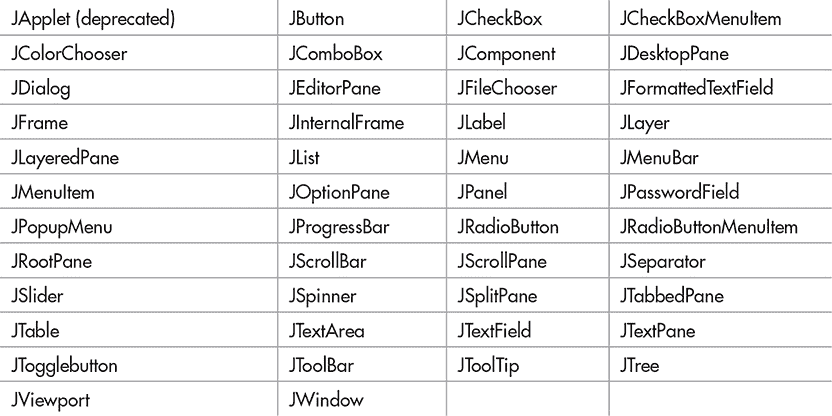 JApplet (deprecated) JButton JCheckBox JCheckBoxMenuItem
JColorChooser JComboBox JComponent JDesktopPane
JDialog JEditorPane JFileChooser JFormattedTextField
JFrame JInternalFrame JLabel JLayer
JLayeredPane JList JMenu JMenuBar
JMenuItem JOptionPane JPanel JPasswordField
JPopupMenu JProgressBar JRadioButton JRadioButtonMenuItem
JRootPane JScrollBar JScrollPane JSeparator
JSlider JSpinner JSplitPane JTabbedPane
JTable JTextArea JTextField JTextPane
JTogglebutton JToolBar JToolTip JTree
JViewport JWindow